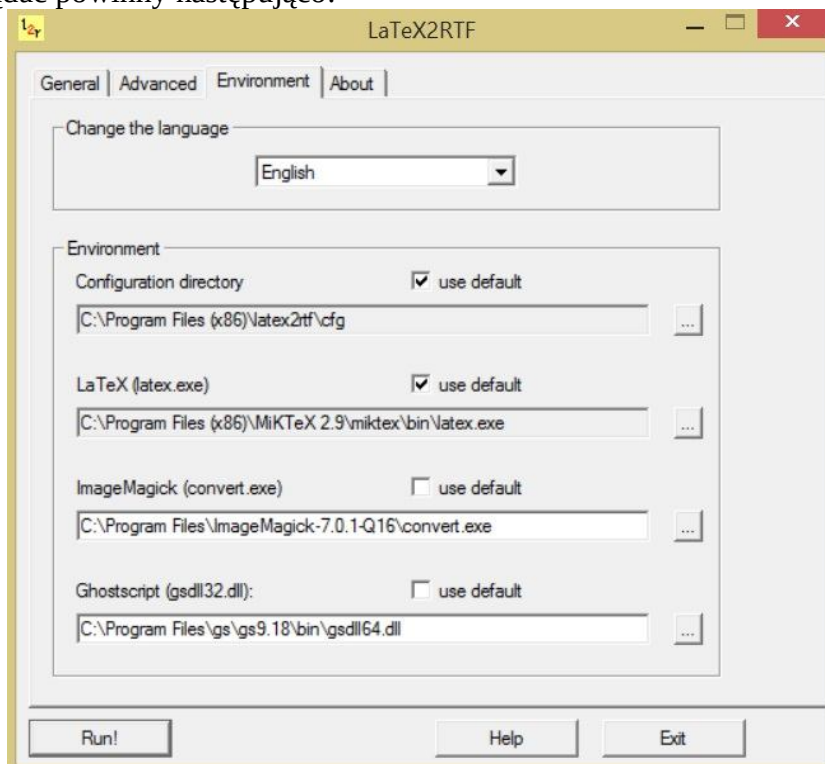 powinny następująco:
LaTeX2RTF
General Advanced Environment About
Change the language
English
Environment
Configuration directory use default
C:\Program Files (x86)\latex2rtf\cfg ...
LaTeX (latex.exe) use default
C:\Program Files (x86)\MiKTeX 2.9\miktex\bin\latex.exe ...
ImageMagick (convert.exe) use default
C:\Program Files\ImageMagick-7.0.1-Q16\convert.exe ...
Ghostscript (gsdll32.dll): use default
C:\Program Files\gs\gs9.18\bin\gsdll64.dll ...
Run! Help Exit